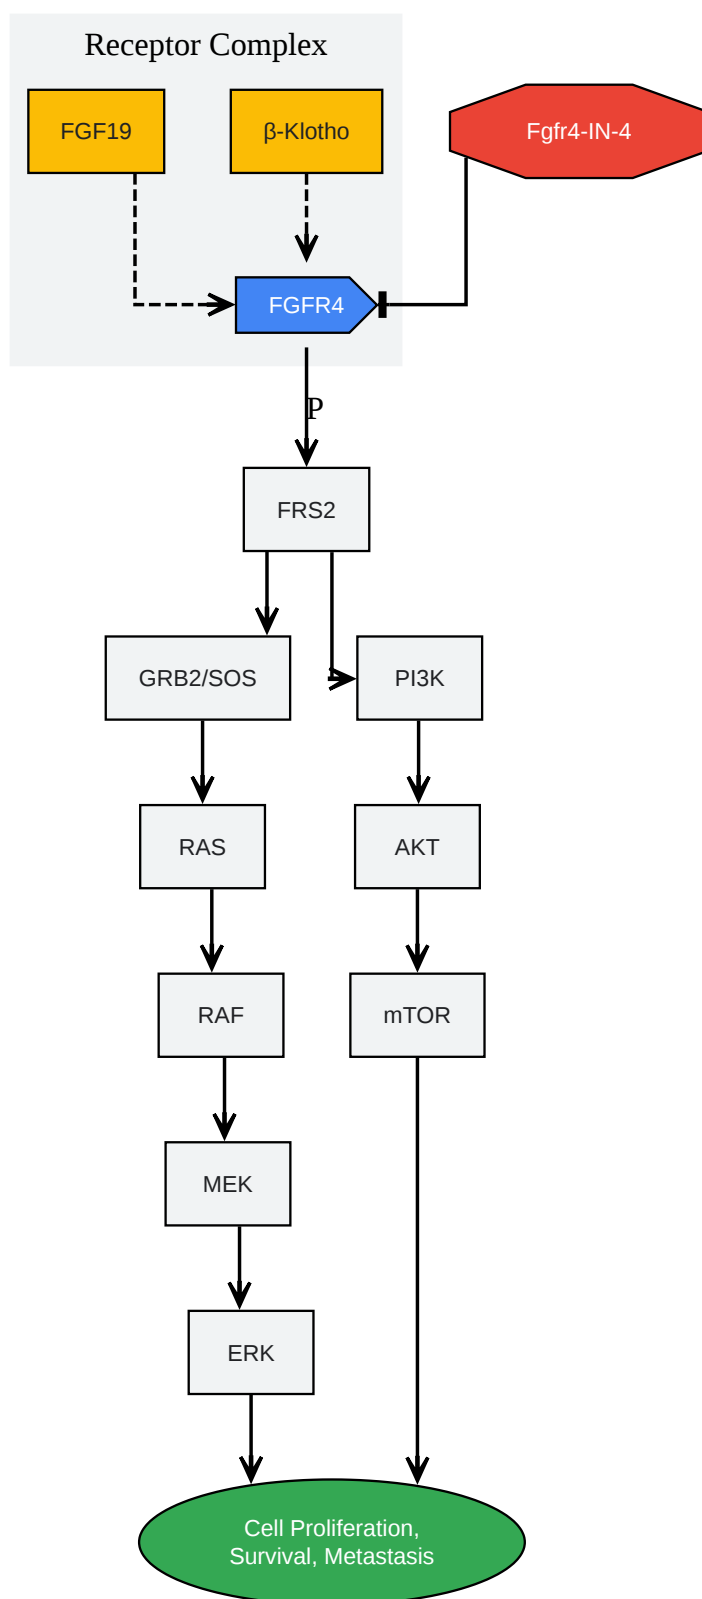 Receptor Complex
FGF19
β-Klotho
Fgfr4-IN-4
FGFR4
P
FRS2
GRB2/SOS
PI3K
RAS
AKT
RAF
mTOR
MEK
ERK
Cell Proliferation,
Survival, Metastasis